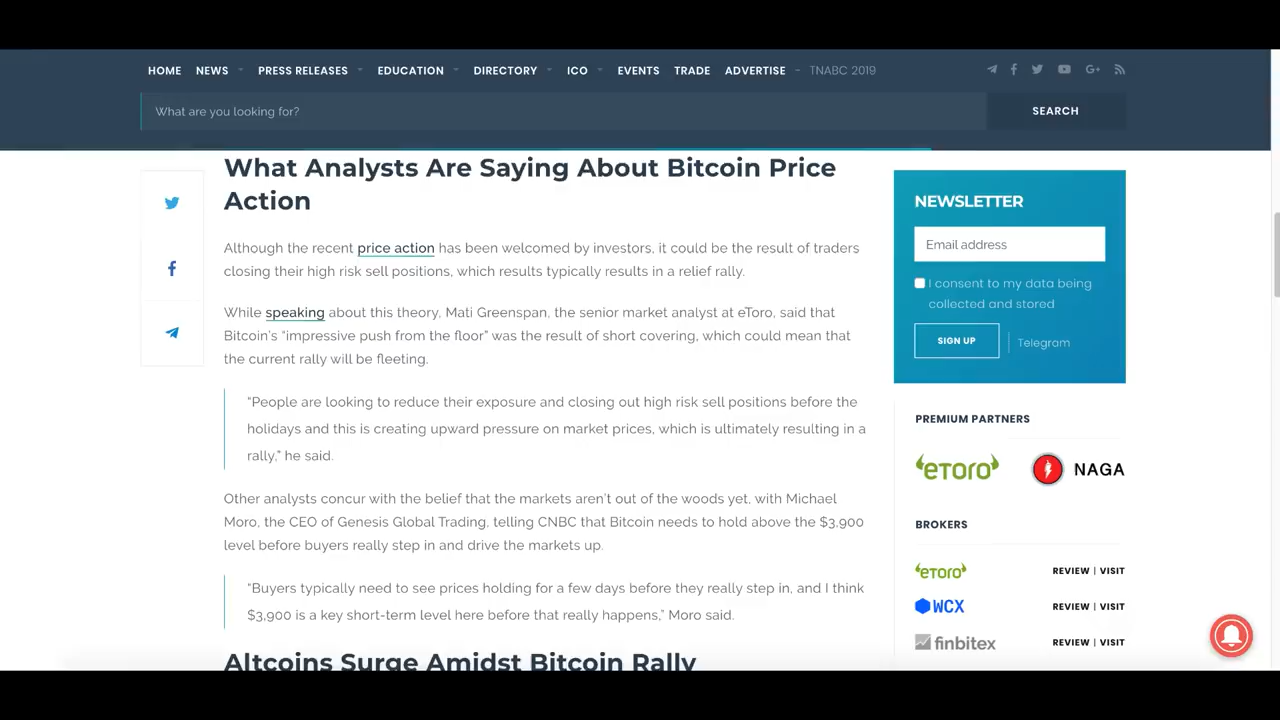 HOME NEWS PRESS RELEASES EDUCATION DIRECTORY ICO EVENTS TRADE ADVERTISE TNABC 2019
What are you looking for? SEARCH
What Analysts Are Saying About Bitcoin Price
Action
Although the recent price action has been welcomed by investors, it could be the result of traders
closing their high risk sell positions, which results typically results in a relief rally.
While speaking about this theory, Mati Greenspan, the senior market analyst at eToro, said that
Bitcoin's “impressive push from the floor” was the result of short covering, which could mean that
the current rally will be fleeting.
“People are looking to reduce their exposure and closing out high risk sell positions before the
holidays and this is creating upward pressure on market prices, which is ultimately resulting in a
rally,” he said.
Other analysts concur with the belief that the markets aren't out of the woods yet, with Michael
Moro, the CEO of Genesis Global Trading, telling CNBC that Bitcoin needs to hold above the $3,900
level before buyers really step in and drive the markets up.
“Buyers typically need to see prices holding for a few days before they really step in, and I think
$3,900 is a key short-term level here before that really happens,” Moro said.
Altcoins Surge Amidst Bitcoin Rally
NEWSLETTER
Email address
I consent to my data being
collected and stored
SIGN UP Telegram
PREMIUM PARTNERS
eToro NAGA
BROKERS
eToro REVIEW | VISIT
WCX REVIEW | VISIT
finbitex REVIEW | VISIT